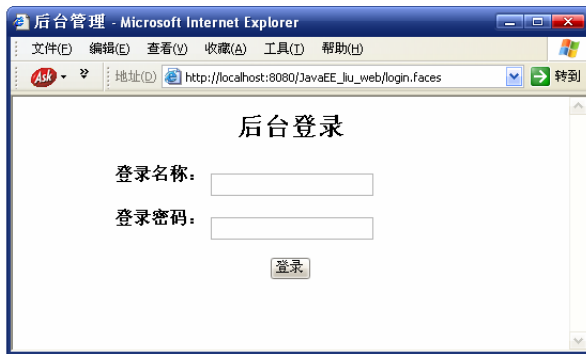 后台管理 - Microsoft Internet Explorer
文件(F) 编辑(E) 查看(V) 收藏(A) 工具(T) 帮助(H)
Ask 地址(D) http://localhost:8080/JavaEE_liu_web/login.faces 转到
后台登录
登录名称:
登录密码:
登录